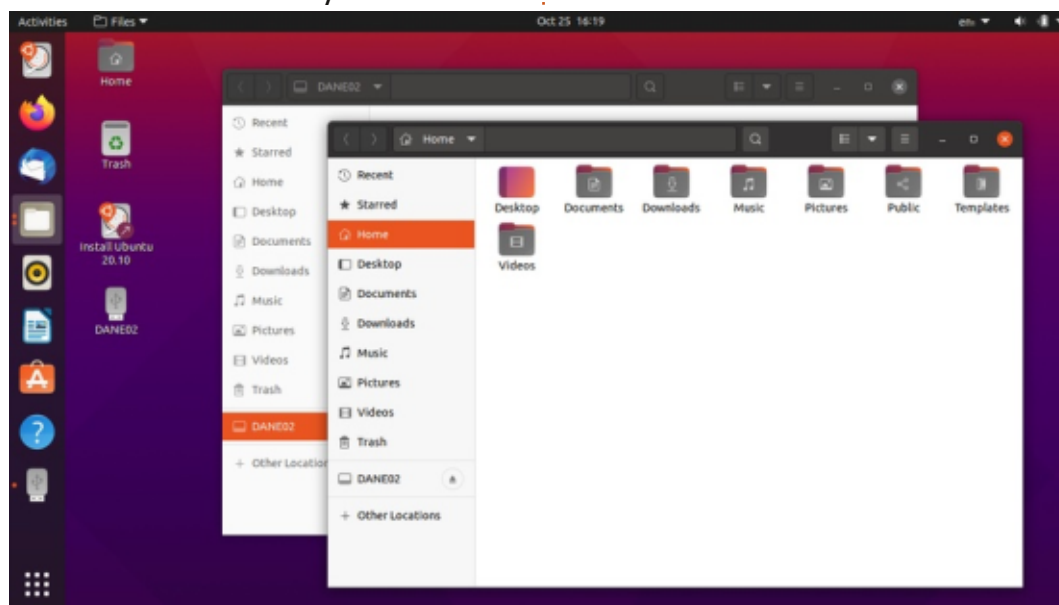 Activities Files Oct 25 16:19 en
Home
Trash
Install Ubuntu
20.10
DANE02
DANE02
Recent
Starred
Home
Desktop
Documents
Downloads
Music
Pictures
Videos
Trash
DANE02
+ Other Location
Home
Recent
Starred
Home
Desktop
Documents
Downloads
Music
Pictures
Videos
Trash
DANE02
+ Other Locations
Desktop Documents Downloads Music Pictures Public Templates
Videos